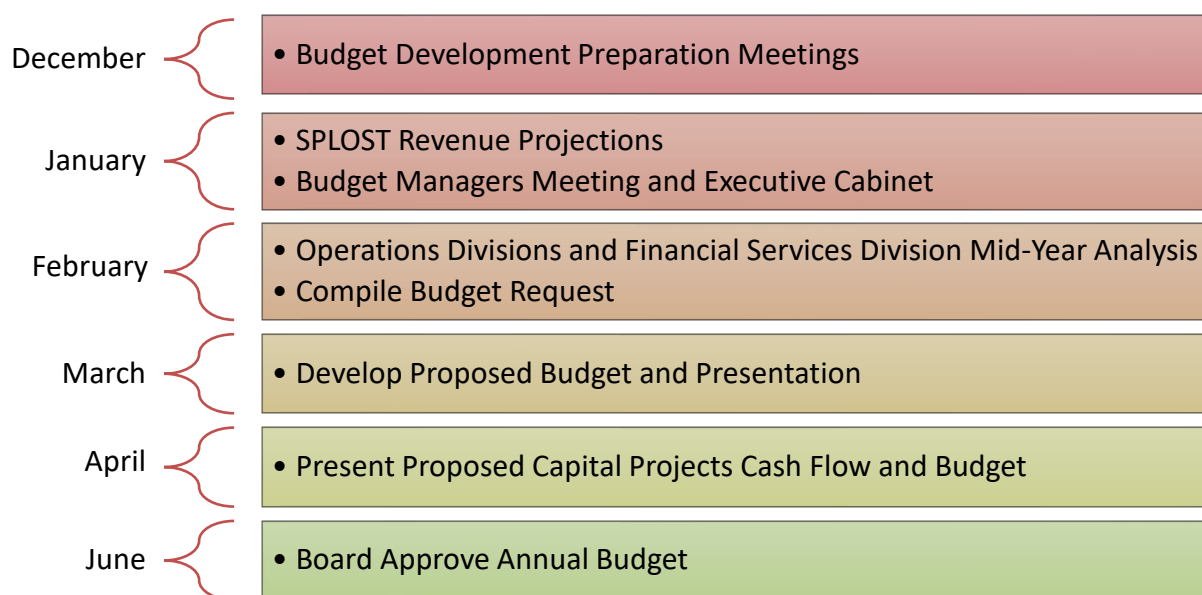 December
• Budget Development Preparation Meetings
January
• SPLOST Revenue Projections
• Budget Managers Meeting and Executive Cabinet
February
• Operations Divisions and Financial Services Division Mid-Year Analysis
• Compile Budget Request
March
• Develop Proposed Budget and Presentation
April
• Present Proposed Capital Projects Cash Flow and Budget
June
• Board Approve Annual Budget